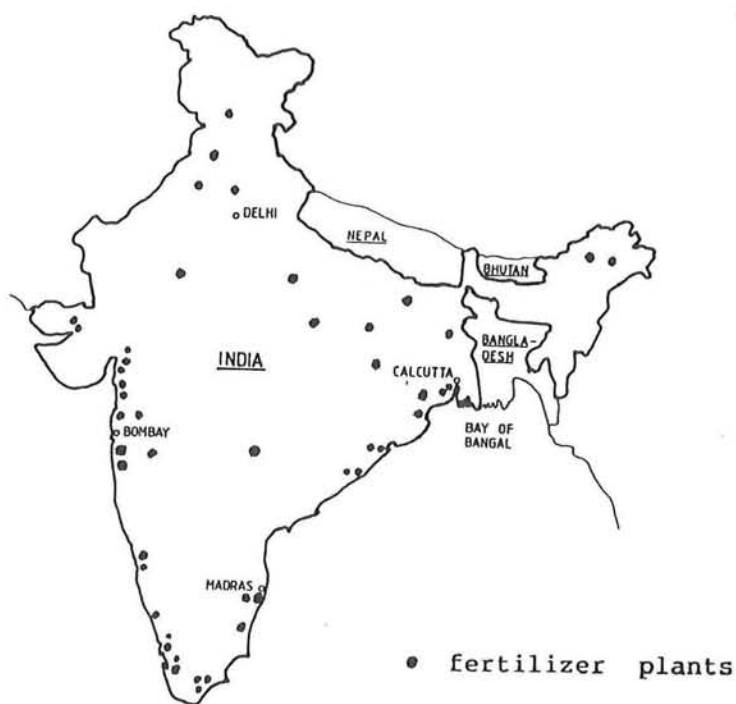 DELHI
NEPAL
BHUTAN
BANGLA-
DESH
INDIA
CALCUTTA
BOMBAY
BAY OF
BANGAL
MADRAS
fertilizer plants